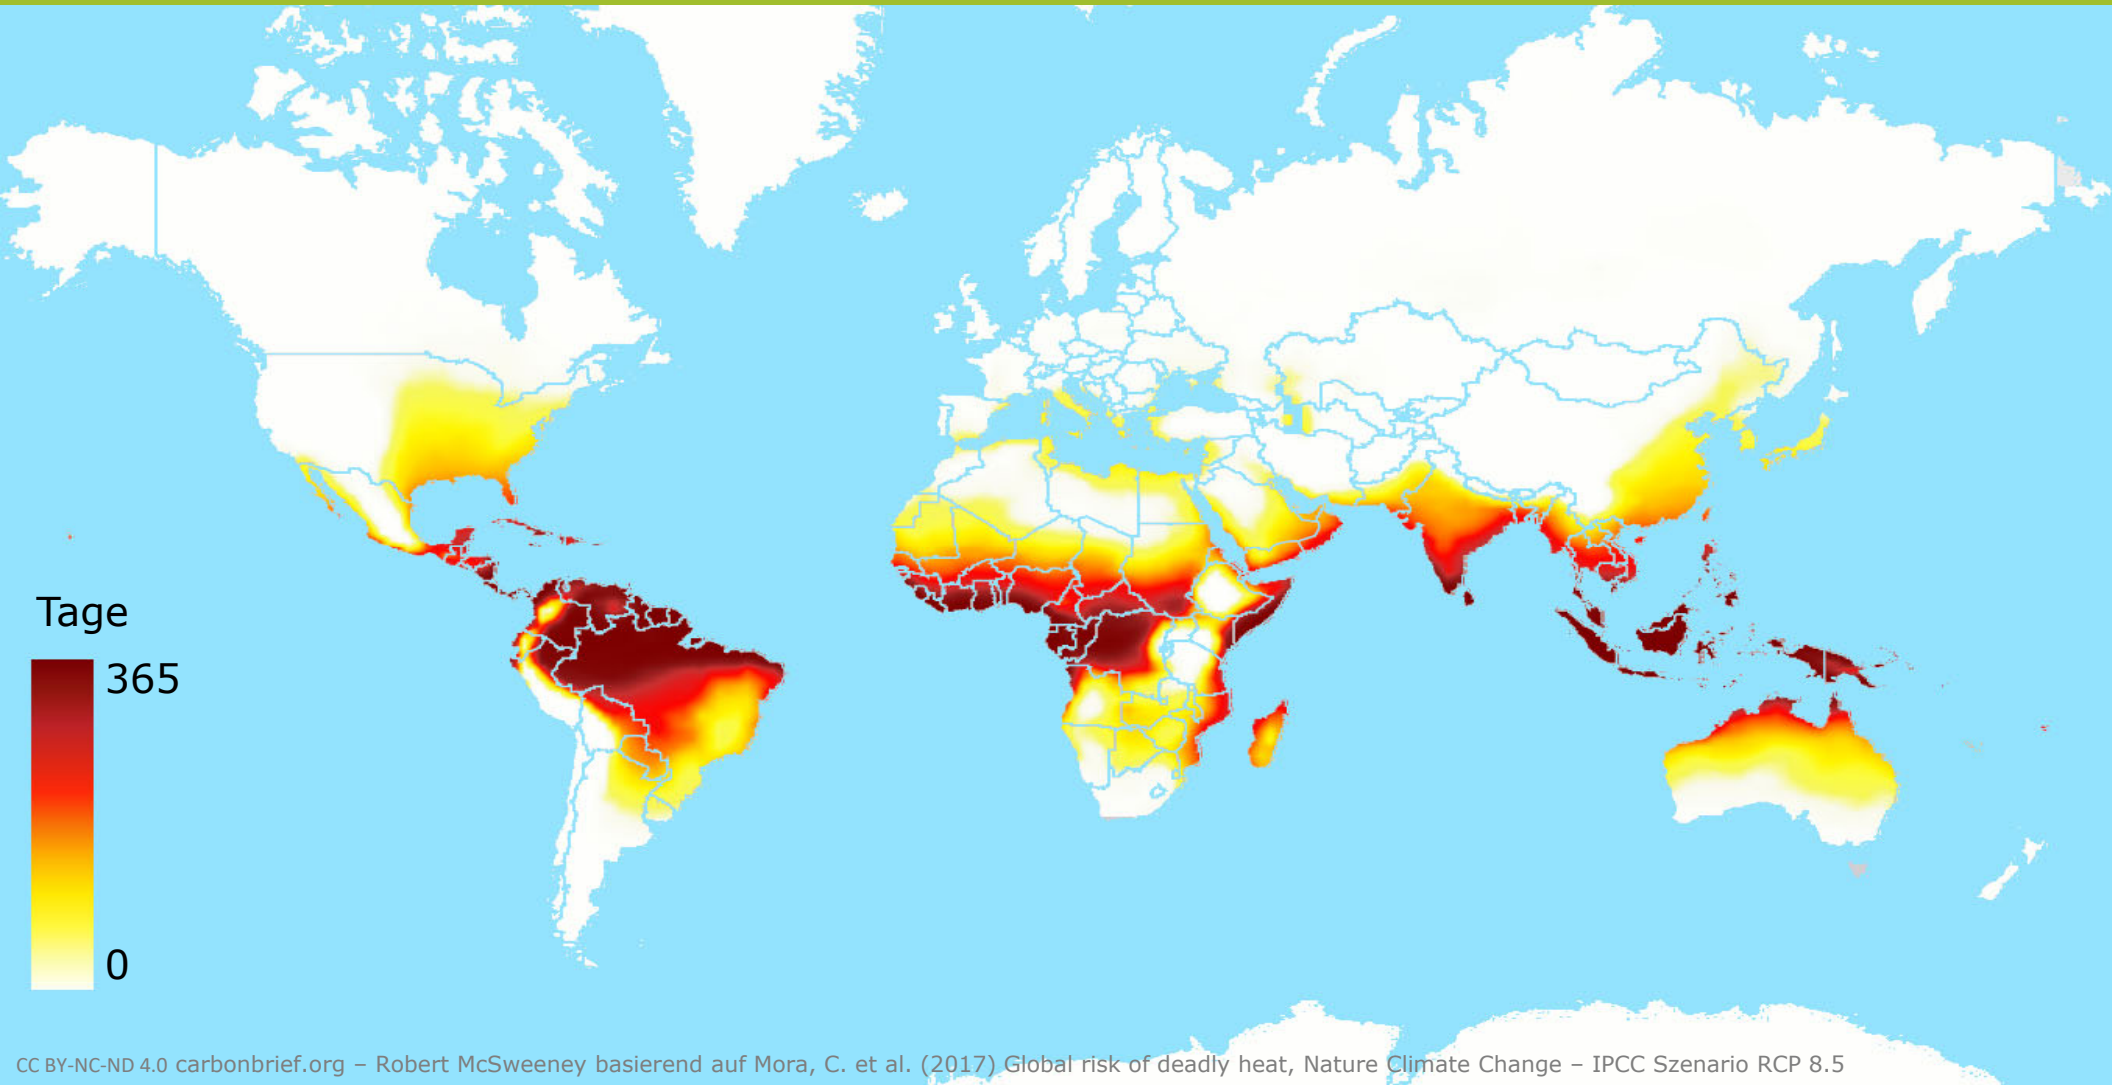 Tage
365
0
CC BY-NC-ND 4.0 carbonbrief.org – Robert McSweeney basierend auf Mora, C. et al. (2017) Global risk of deadly heat, Nature Climate Change – IPCC Szenario RCP 8.5